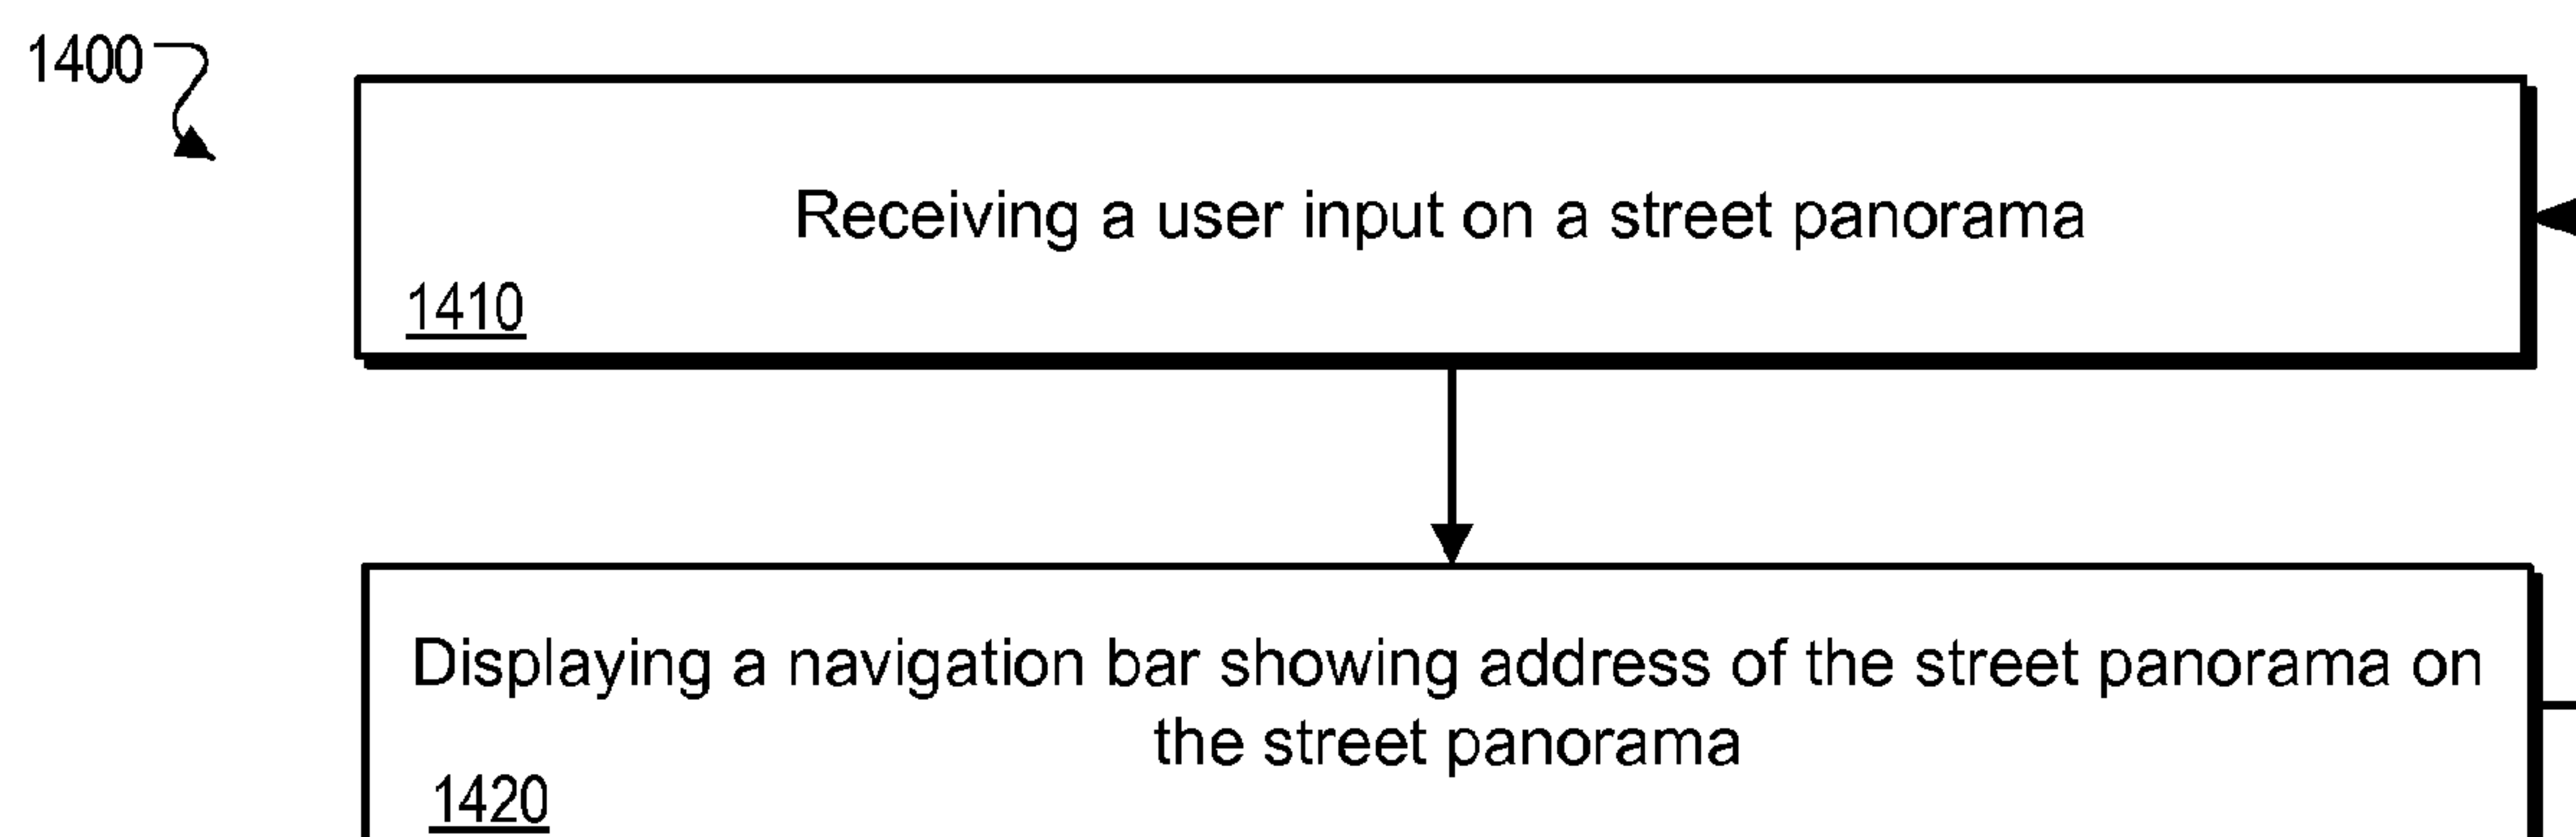 1400
Receiving a user input on a street panorama
1410
Displaying a navigation bar showing address of the street panorama on
the street panorama
1420